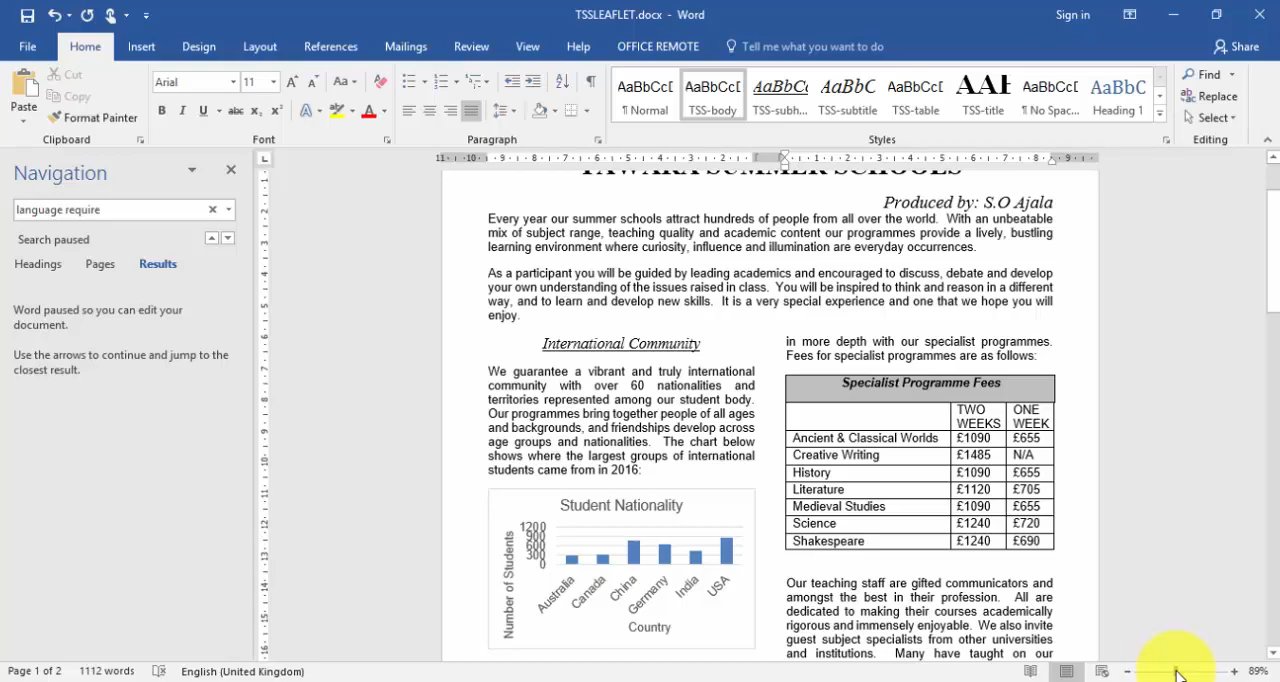 TSSLEAFLET.docx - Word
Sign in
File Home Insert Design Layout References Mailings Review View Help OFFICE REMOTE Tell me what you want to do Share
Paste
Cut
Copy
Format Painter
Clipboard
Arial 11
Font
Paragraph
AaBbCcI AaBbCcI AaBbCc AaBbC AaBbCcI AaBbCcI AaBbC
¶ Normal TSS-body TSS-subh... TSS-subtitle TSS-table TSS-title ¶ No Spac... Heading 1
Styles
Find
Replace
Select
Editing
Navigation
language require
Search paused
Headings Pages Results
Word paused so you can edit your
document.
Use the arrows to continue and jump to the
closest result.
TAWARA SUMMER SCHOOLS
Produced by: S.O Ajala
Every year our summer schools attract hundreds of people from all over the world. With an unbeatable
mix of subject range, teaching quality and academic content our programmes provide a lively, bustling
learning environment where curiosity, influence and illumination are everyday occurrences.
As a participant you will be guided by leading academics and encouraged to discuss, debate and develop
your own understanding of the issues raised in class. You will be inspired to think and reason in a different
way, and to learn and develop new skills. It is a very special experience and one that we hope you will
enjoy.
International Community
We guarantee a vibrant and truly international
community with over 60 nationalities and
territories represented among our student body.
Our programmes bring together people of all ages
and backgrounds, and friendships develop across
age groups and nationalities. The chart below
shows where the largest groups of international
students came from in 2016:
Student Nationality
Number of Students
1200
900
600
300
0
Australia Canada China Germany India USA
Country
in more depth with our specialist programmes.
Fees for specialist programmes are as follows:
Specialist Programme Fees
TWO WEEKS ONE WEEK
Ancient & Classical Worlds £1090 £655
Creative Writing £1485 N/A
History £1090 £655
Literature £1120 £705
Medieval Studies £1090 £655
Science £1240 £720
Shakespeare £1240 £690
Our teaching staff are gifted communicators and
amongst the best in their profession. All are
dedicated to making their courses academically
rigorous and immensely enjoyable. We also invite
guest subject specialists from other universities
and institutions. Many have taught on our
Page 1 of 2 1112 words English (United Kingdom) 89%